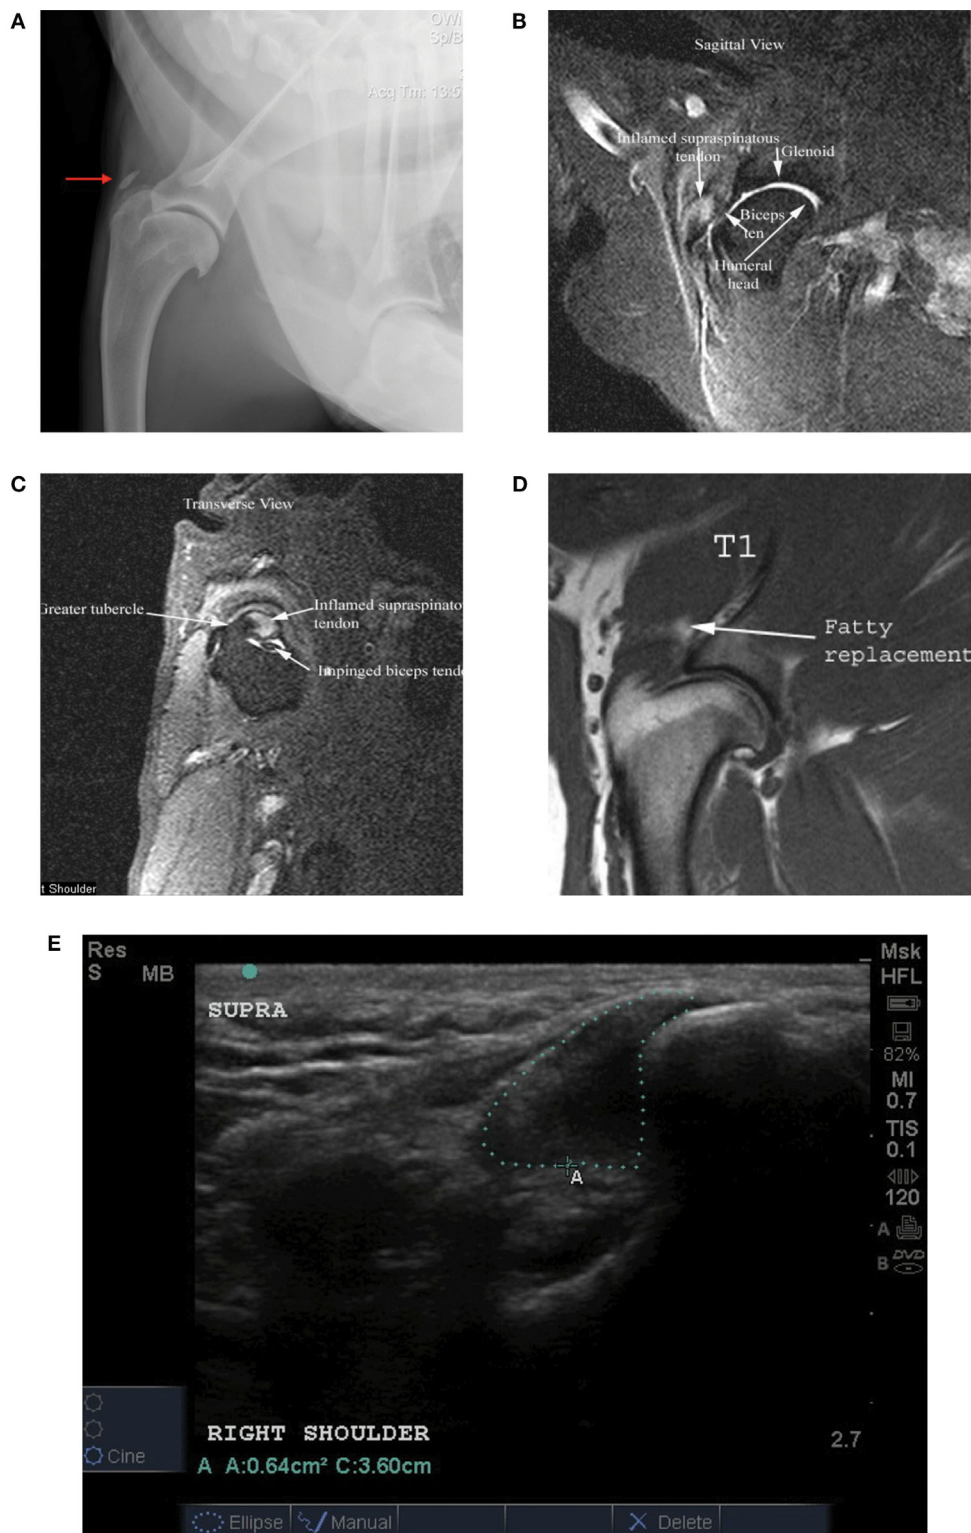 A
OWI
Sp/B
Acq Tm: 13:5
B
Sagittal View
Inflamed supraspinatous
tendon
Glenoid
Biceps
ten
Humeral
head
C
Transverse View
Greater tubercle
Inflamed supraspinato
tendon
Impinged biceps tend
t Shoulder
D
T1
Fatty
replacement
E
Res
S MB
SUPRA
Msk
HFL
82%
MI
0.7
TIS
0.1
120
A
B DVD
A
Cine
RIGHT SHOULDER
A A:0.64cm² C:3.60cm
2.7
Ellipse Manual Delete